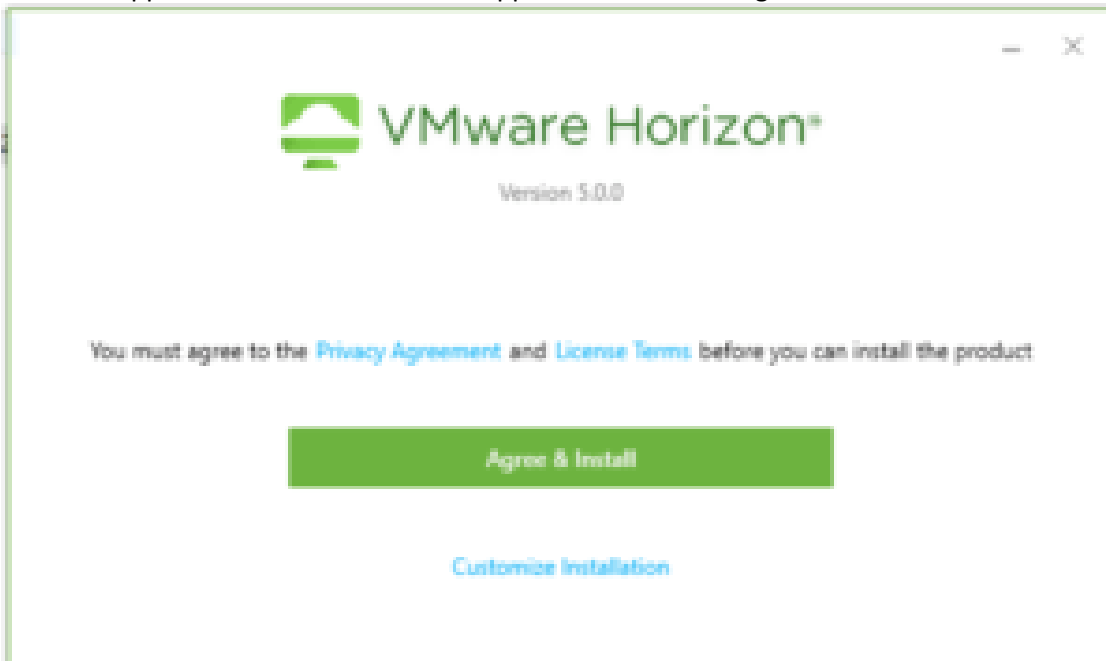 VMware Horizon®
Version 5.0.0
You must agree to the Privacy Agreement and License Terms before you can install the product
Agree & Install
Customize Installation